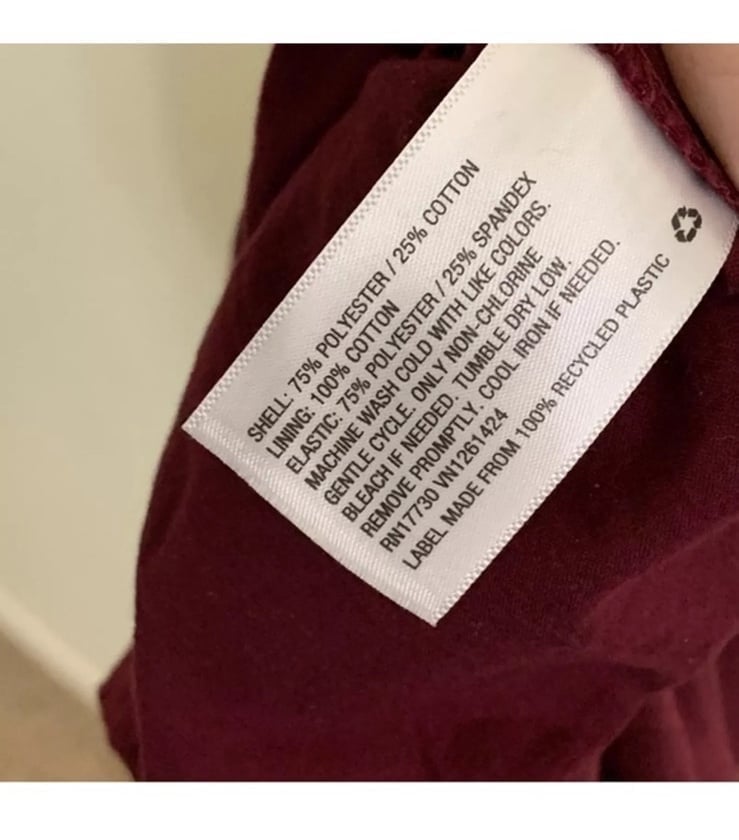 SHELL: 75% POLYESTER / 25% COTTON
LINING: 100% COTTON
ELASTIC: 75% POLYESTER / 25% SPANDEX
MACHINE WASH COLD WITH LIKE COLORS.
GENTLE CYCLE. ONLY NON-CHLORINE
BLEACH IF NEEDED. TUMBLE DRY LOW.
REMOVE PROMPTLY. COOL IRON IF NEEDED.
RN17730 VN1261424
LABEL MADE FROM 100% RECYCLED PLASTIC